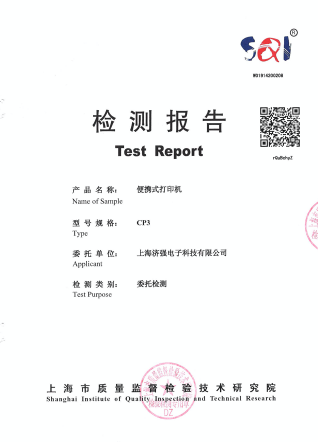 SQI®
W01914200208
检测报告
Test Report
rGaBehpZ
产品名称： 便携式打印机
Name of Sample
型号规格： CP3
Type
委托单位： 上海济强电子科技有限公司
Applicant
检测类别： 委托检测
Test Purpose
上海市质量监督检验技术研究院
Shanghai Institute of Quality Inspection and Technical Research
DZ